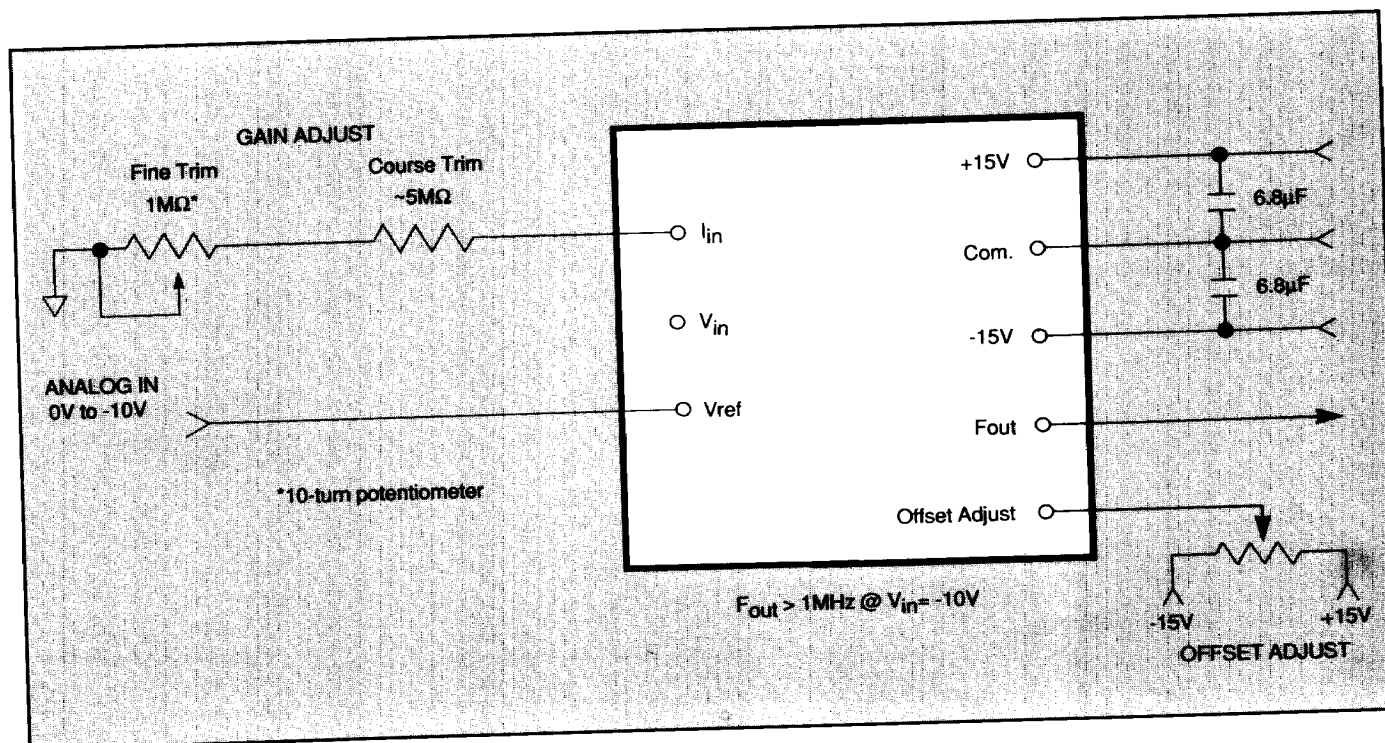 GAIN ADJUST
Fine Trim
1MΩ*
Course Trim
~5MΩ
Iin
Vin
Vref
ANALOG IN
0V to -10V
*10-turn potentiometer
+15V
Com.
-15V
Fout
Offset Adjust
6.8μF
6.8μF
Fout > 1MHz @ Vin= -10V
-15V
+15V
OFFSET ADJUST